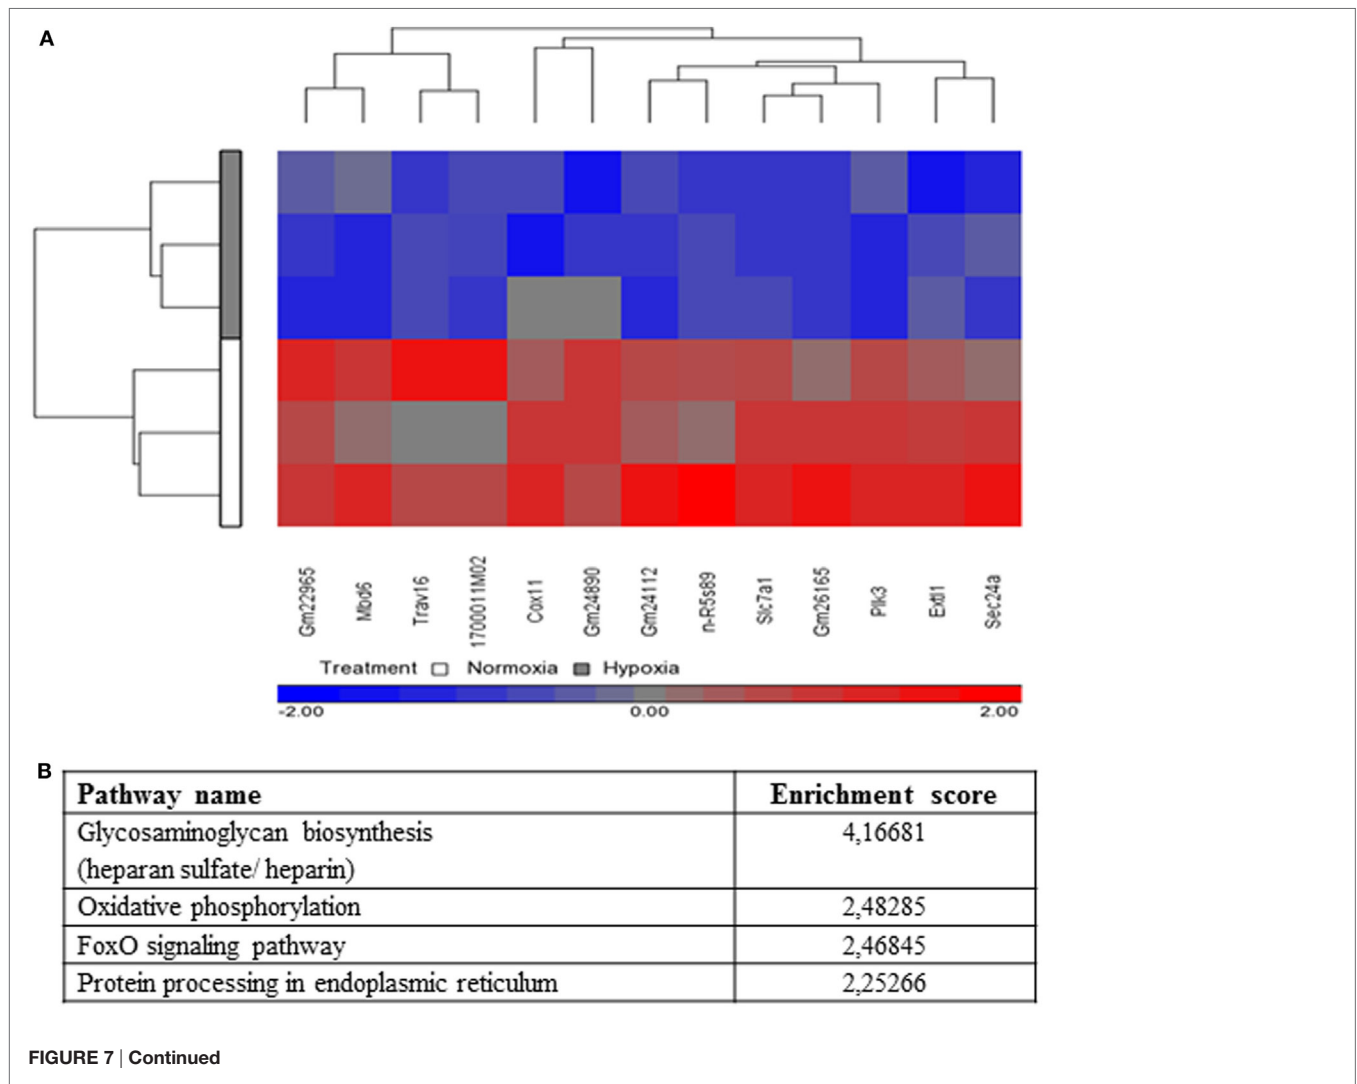 A
Gm22965
Mbd6
Trav16
1700011M02
Cox11
Gm24890
Gm24112
n-R5s89
Slc7a1
Gm26165
Plk3
Extl1
Sec24a
Treatment Normoxia Hypoxia
-2.00 0.00 2.00
B
Pathway name Enrichment score
Glycosaminoglycan biosynthesis 4,16681
(heparan sulfate/ heparin)
Oxidative phosphorylation 2,48285
FoxO signaling pathway 2,46845
Protein processing in endoplasmic reticulum 2,25266
FIGURE 7 | Continued